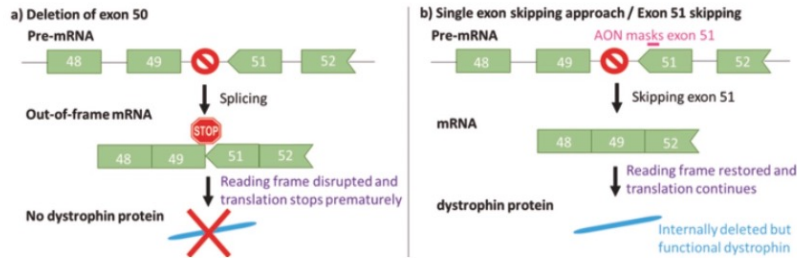 a) Deletion of exon 50
Pre-mRNA
48 49 51 52
Splicing
Out-of-frame mRNA
STOP
48 49 51 52
Reading frame disrupted and
translation stops prematurely
No dystrophin protein
b) Single exon skipping approach / Exon 51 skipping
Pre-mRNA
AON masks exon 51
48 49 51 52
Skipping exon 51
mRNA
48 49 52
Reading frame restored and
translation continues
dystrophin protein
Internally deleted but
functional dystrophin